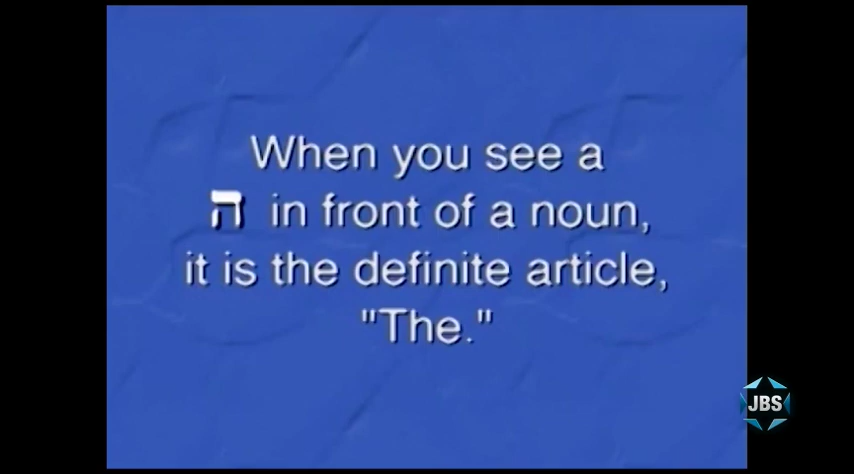 When you see a
ה in front of a noun,
it is the definite article,
"The."
JBS